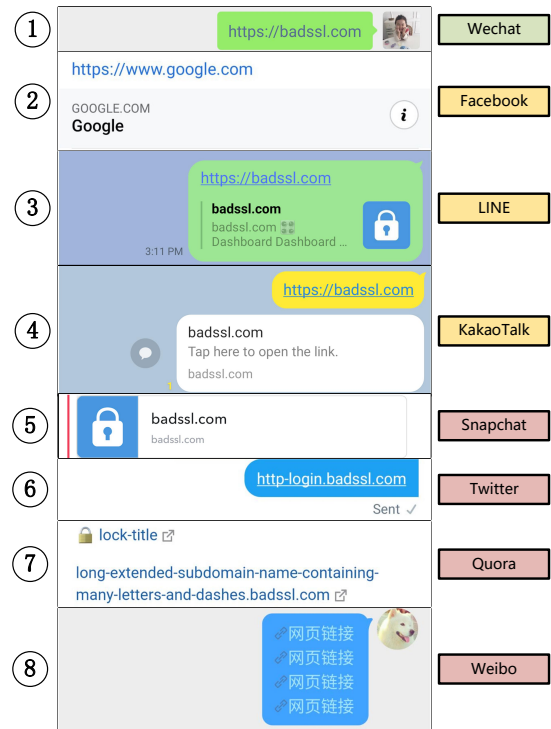 1 https://badssl.com Wechat
https://www.google.com
2 GOOGLE.COM Facebook
Google i
https://badssl.com
3 badssl.com LINE
badssl.com
Dashboard Dashboard ...
3:11 PM
https://badssl.com
4 badssl.com KakaoTalk
Tap here to open the link.
badssl.com
1
5 badssl.com Snapchat
badssl.com
6 http-login.badssl.com Twitter
Sent
lock-title
7 Quora
long-extended-subdomain-name-containing-
many-letters-and-dashes.badssl.com
网页链接
网页链接
8 网页链接 Weibo
网页链接